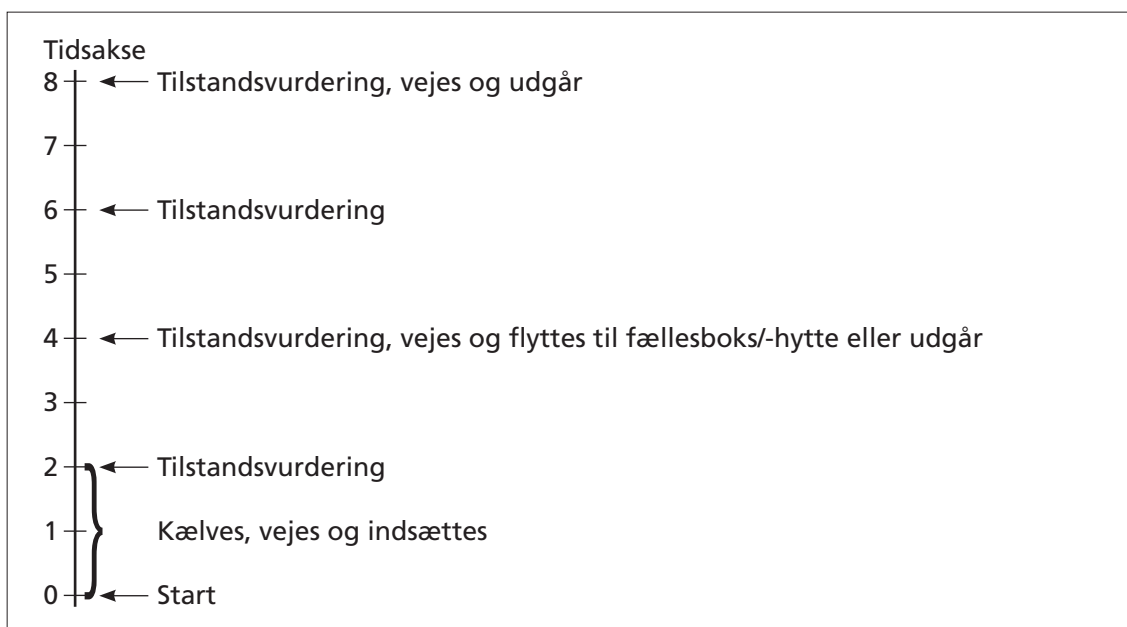 Tidsakse
8 Tilstandsvurdering, vejes og udgår
7
6 Tilstandsvurdering
5
4 Tilstandsvurdering, vejes og flyttes til fællesboks/-hytte eller udgår
3
2 Tilstandsvurdering
1 Kælves, vejes og indsættes
0 Start